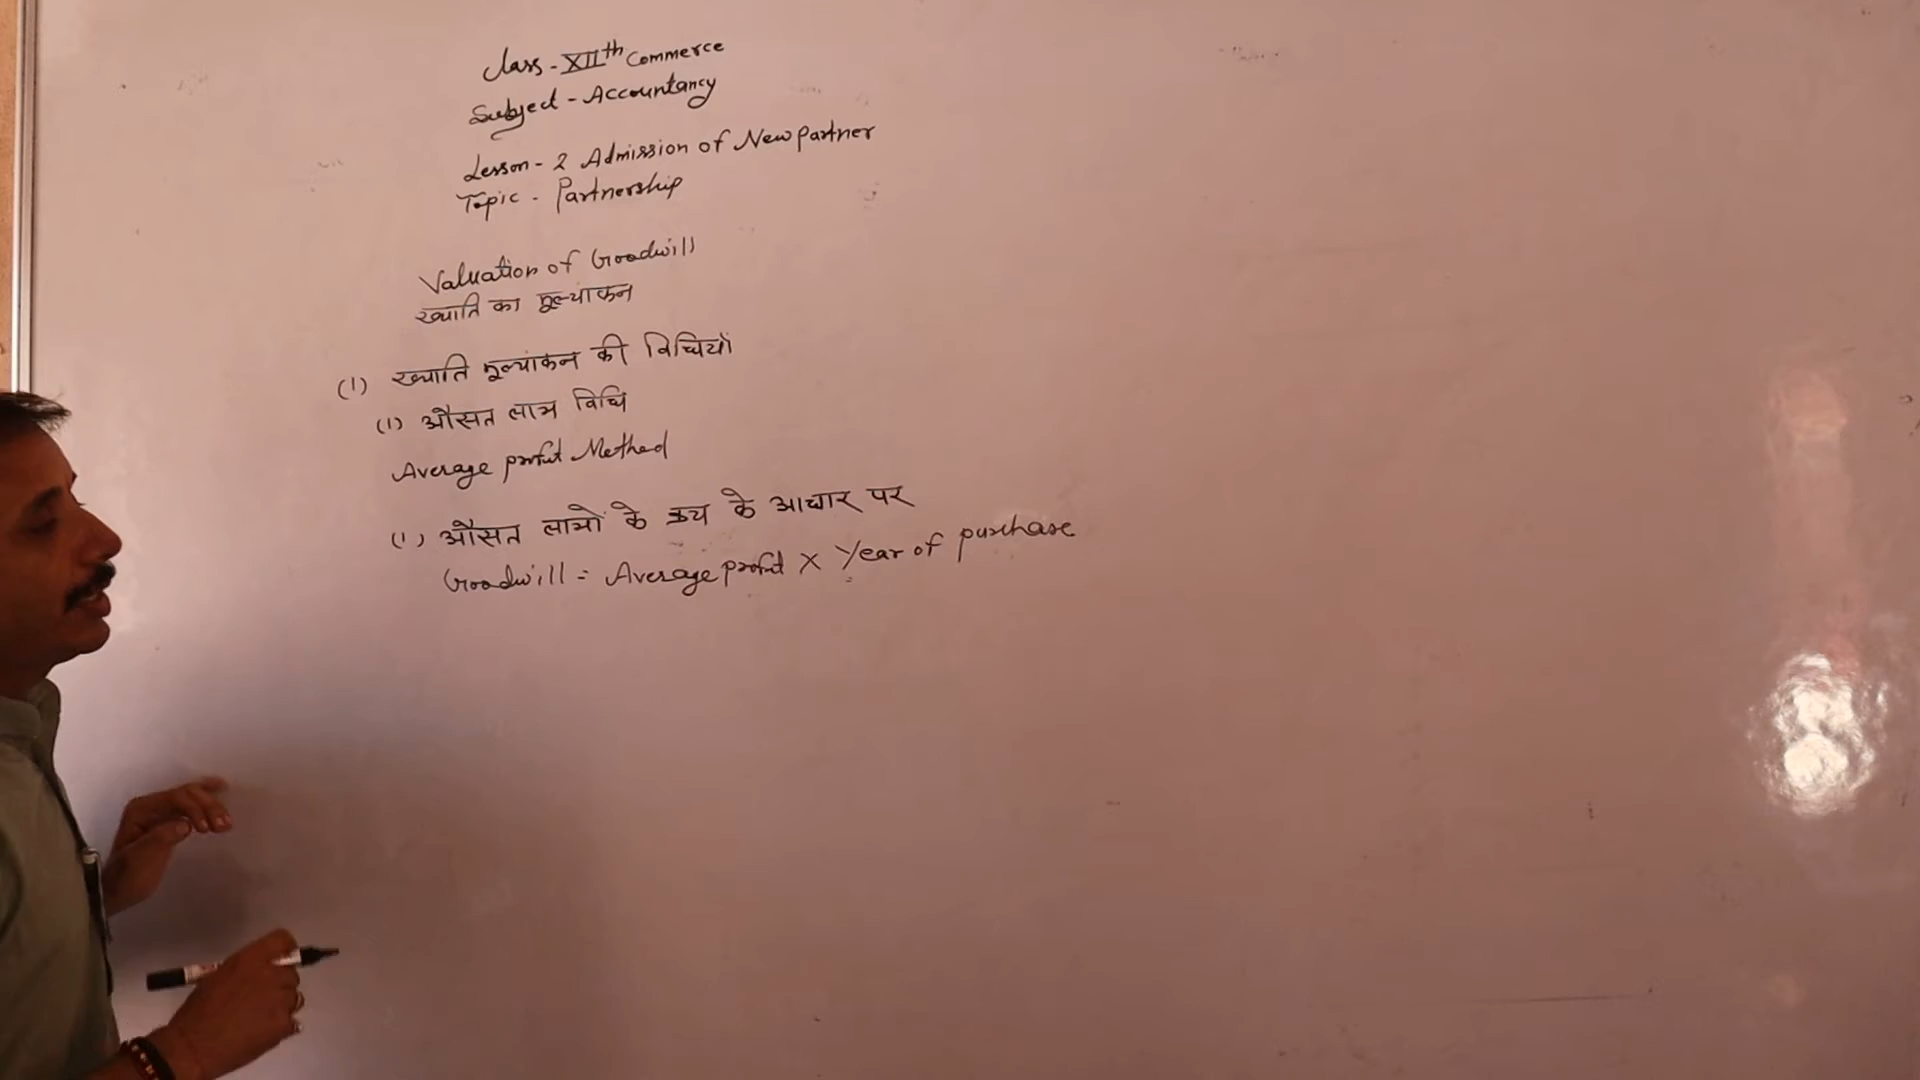 Class - XIIth Commerce
Subject - Accountancy
Lesson - 2 Admission of New Partner
Topic - Partnership
Valuation of Goodwill
ख्याति का मूल्यांकन
(1) ख्याति मूल्यांकन की विधियाँ
(1) औसत लाभ विधि
Average profit Method
(1) औसत लाभों के क्रय के आधार पर
Goodwill = Average profit × Year of purchase